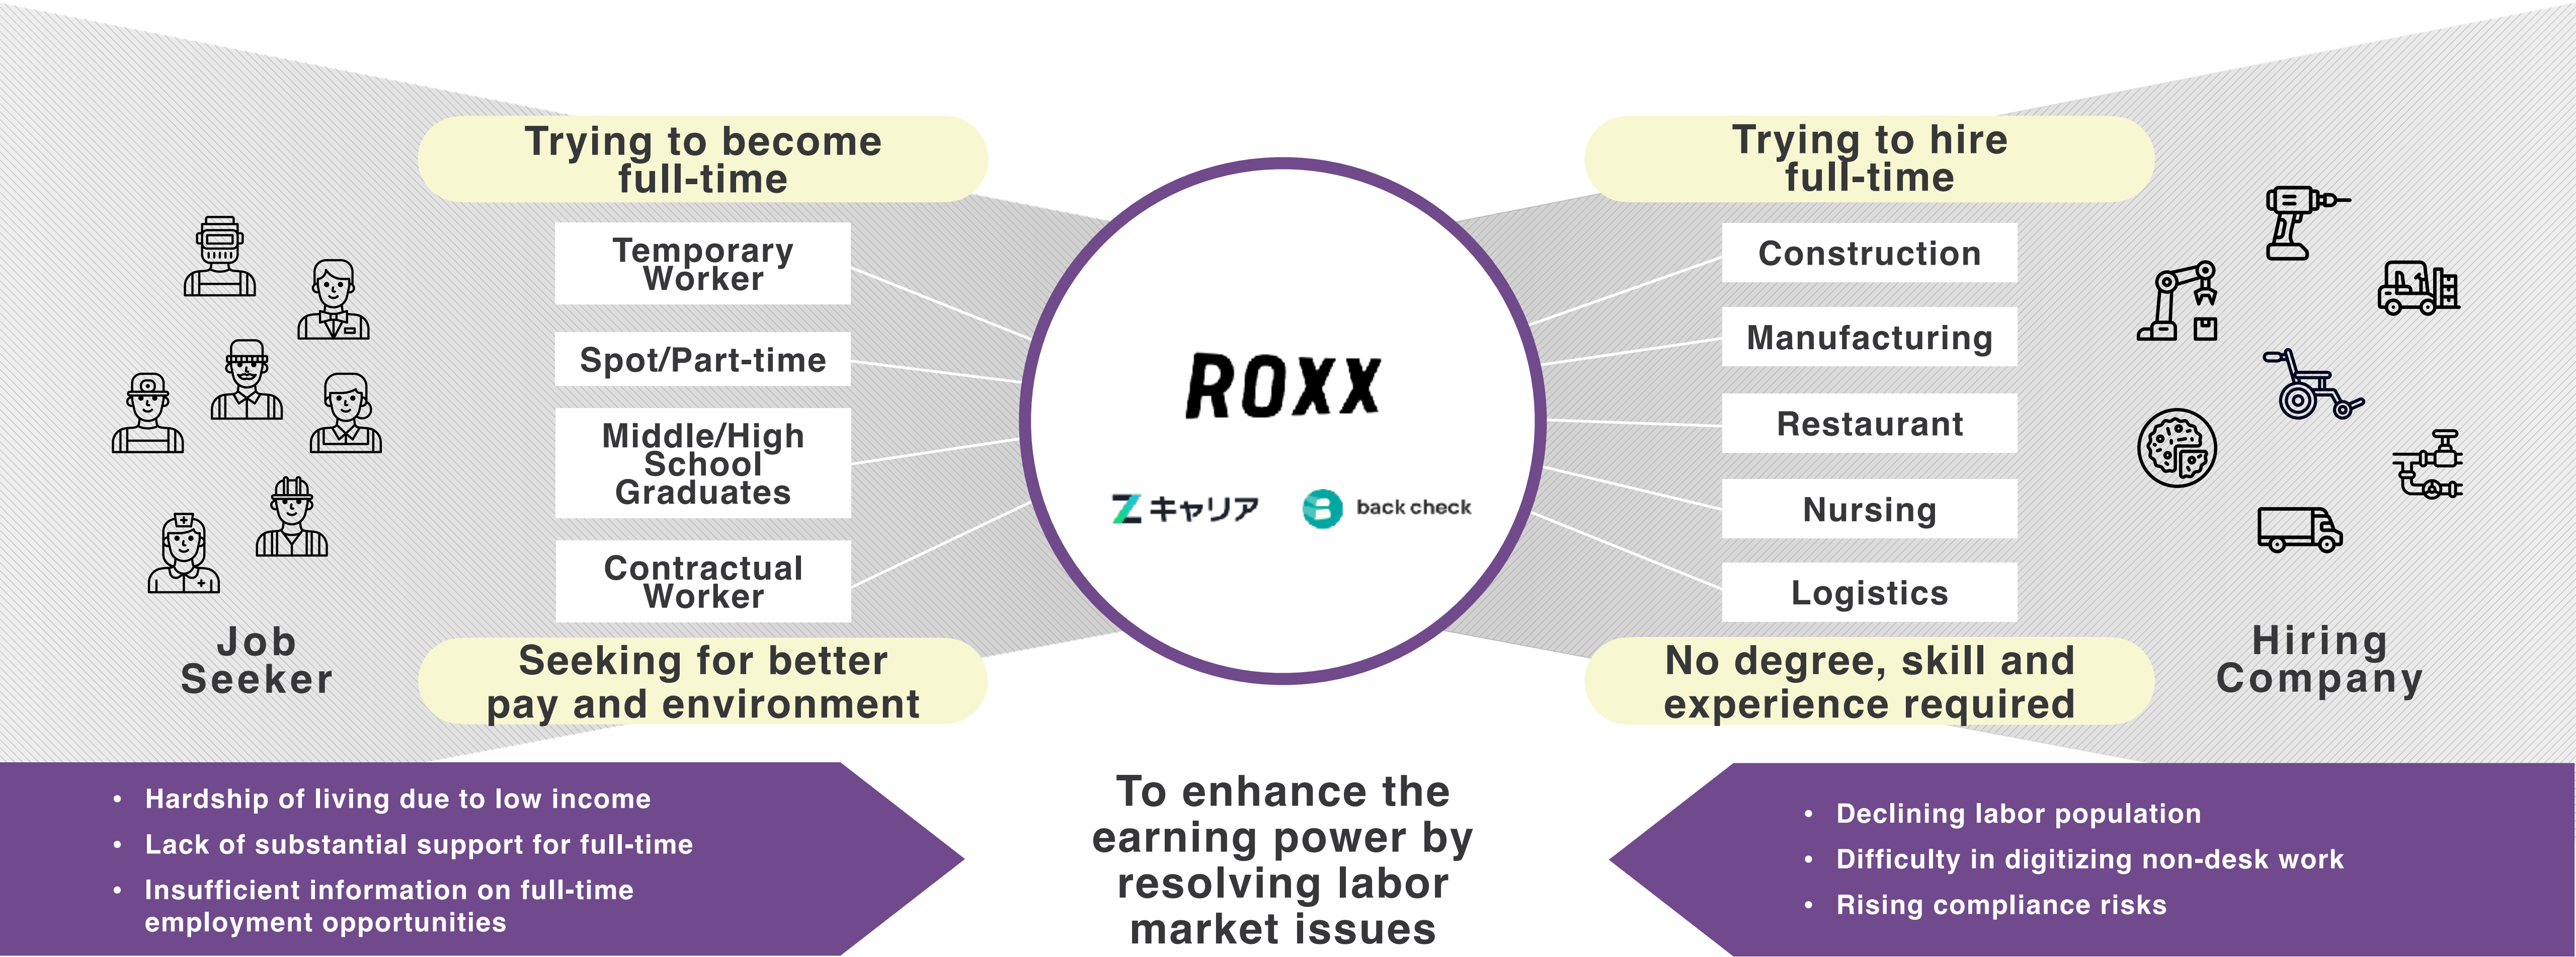 Trying to become
full-time
Temporary
Worker
Spot/Part-time
Middle/High
School
Graduates
Contractual
Worker
Seeking for better
pay and environment
Job
Seeker
ROXX
Zキャリア
back check
Trying to hire
full-time
Construction
Manufacturing
Restaurant
Nursing
Logistics
No degree, skill and
experience required
Hiring
Company
• Hardship of living due to low income
• Lack of substantial support for full-time
• Insufficient information on full-time
employment opportunities
To enhance the
earning power by
resolving labor
market issues
• Declining labor population
• Difficulty in digitizing non-desk work
• Rising compliance risks